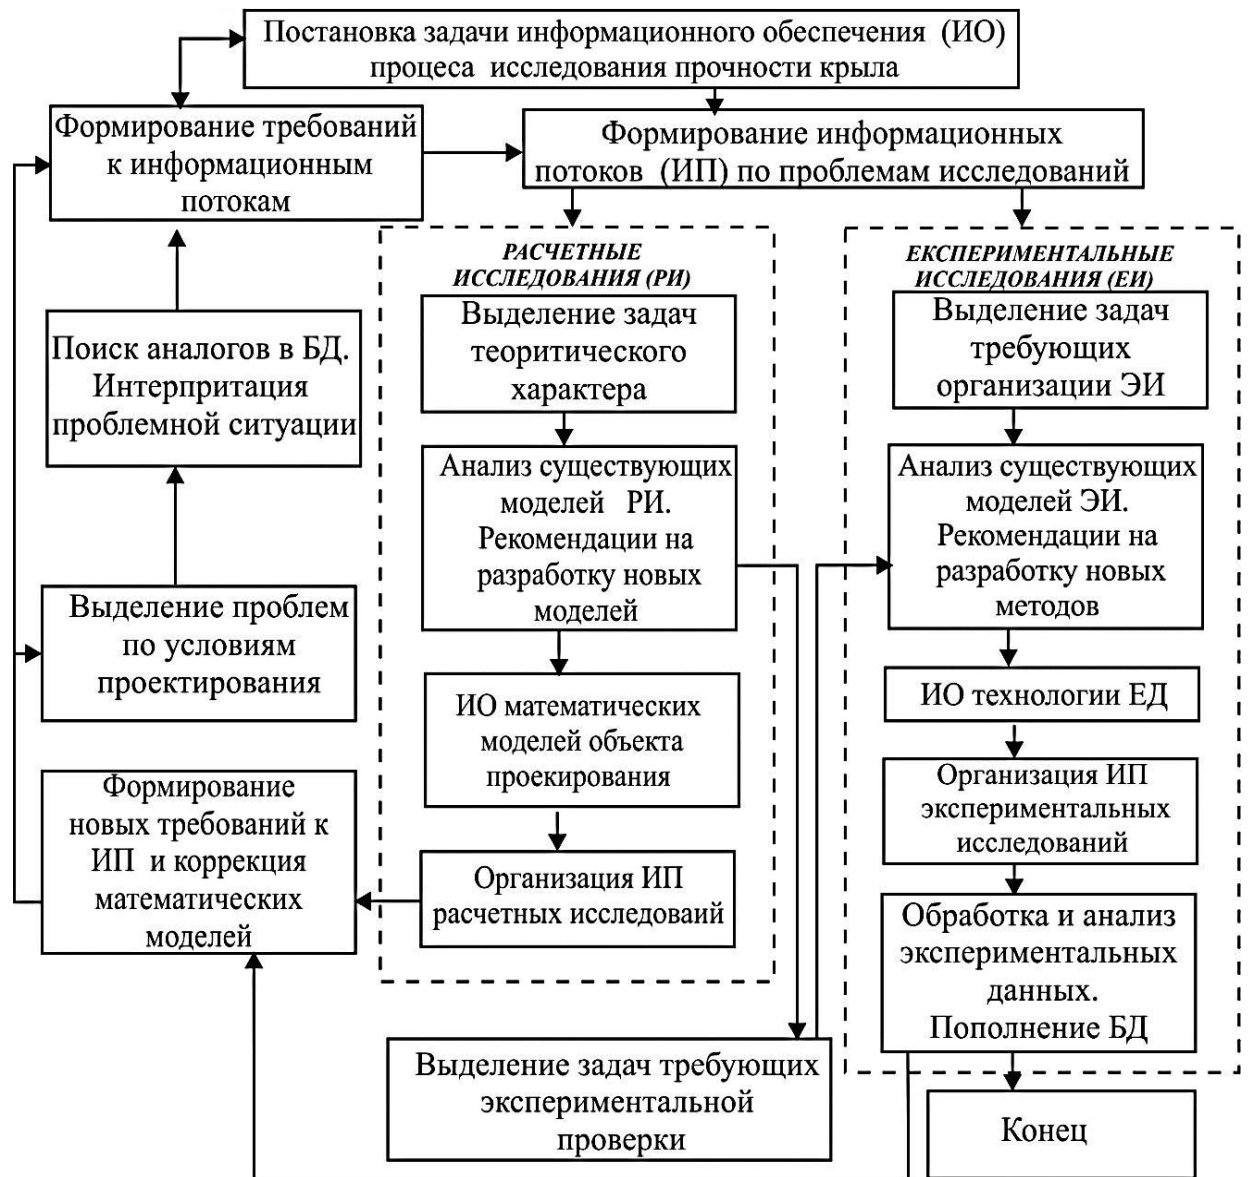 Постановка задачи информационного обеспечения (ИО)
процеса исследования прочности крыла
Формирование требований
к информационным
потокам
Формирование информационных
потоков (ИП) по проблемам исследований
Поиск аналогов в БД.
Интерпритация
проблемной ситуации
Выделение проблем
по условиям
проектирования
Формирование
новых требований к
ИП и коррекция
математических
моделей
РАСЧЕТНЫЕ
ИССЛЕДОВАНИЯ (РИ)
Выделение задач
теоритического
характера
Анализ существующих
моделей РИ.
Рекомендации на
разработку новых
моделей
ИО математических
моделей объекта
проекирования
Организация ИП
расчетных исследоваий
Выделение задач требующих
экспериментальной
проверки
ЕКСПЕРИМЕНТАЛЬНЫЕ
ИССЛЕДОВАНИЯ (ЕИ)
Выделение задач
требующих
организации ЭИ
Анализ существующих
моделей ЭИ.
Рекомендации на
разработку новых
методов
ИО технологии ЕД
Организация ИП
экспериментальных
исследований
Обработка и анализ
экспериментальных
данных.
Пополнение БД
Конец